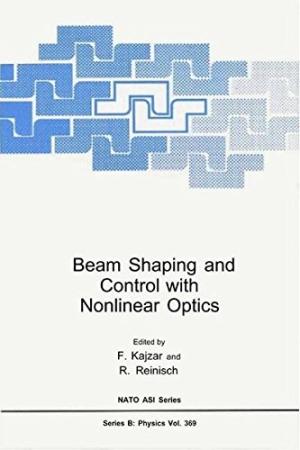 Beam Shaping and
Control with
Nonlinear Optics
Edited by
F. Kajzar and
R. Reinisch
NATO ASI Series
Series B: Physics Vol. 369